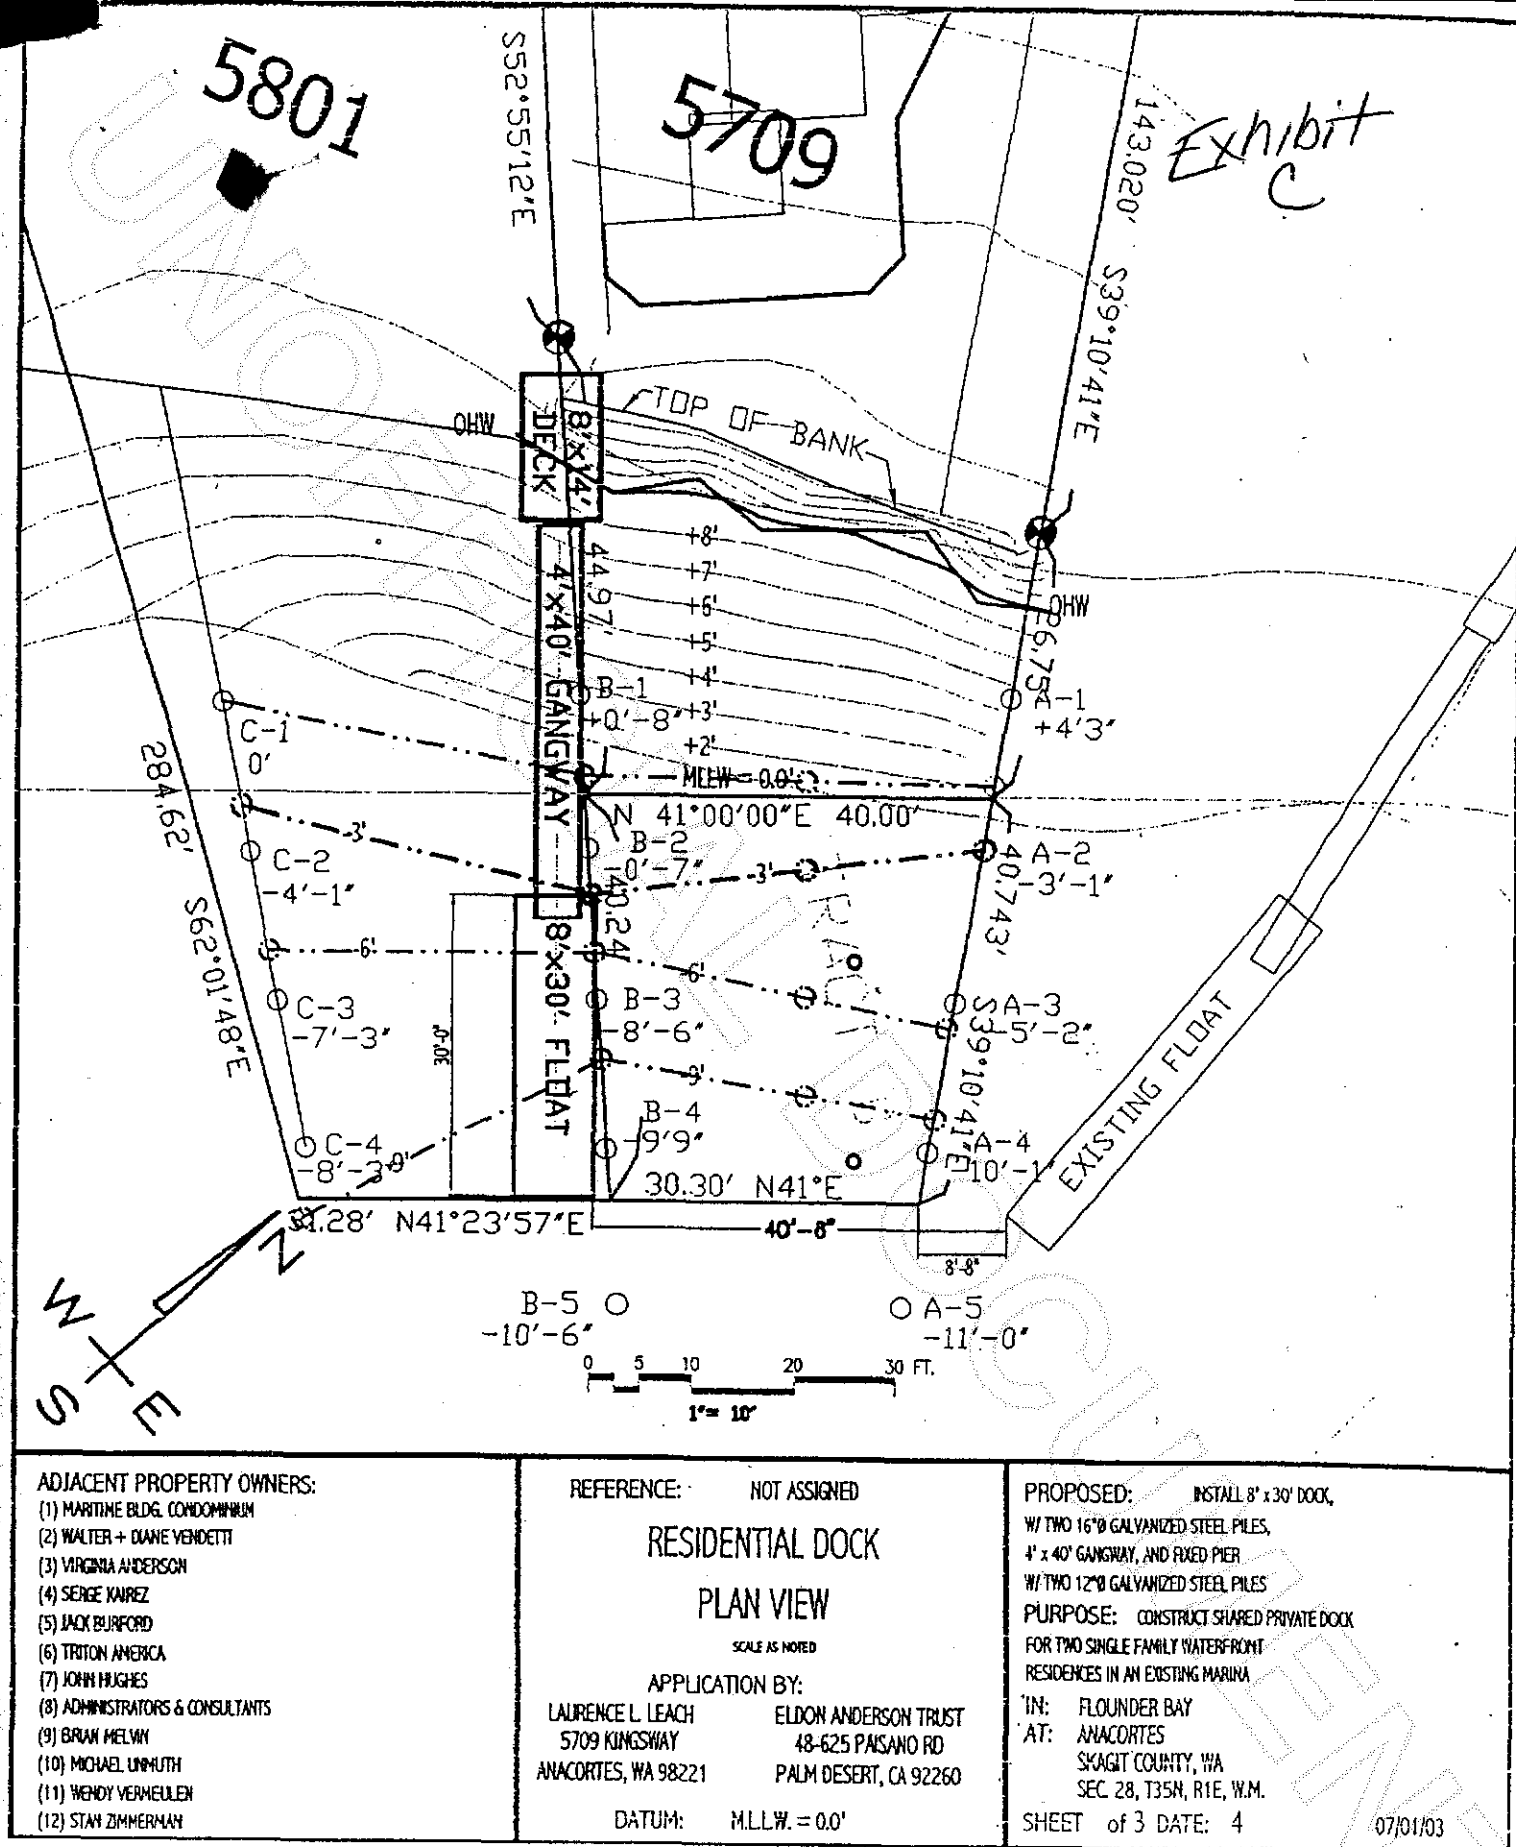 5801
5709
Exhibit
C
S52°55'12"E
143.020'
S39°10'41"E
OHW
8'x14'
DECK
TOP OF BANK
44.97'
4'x40' GANGWAY
+8'
+7'
+6'
+5'
+4'
+3'
+2'
OHW
26.75'
B-1
+0'-8"
A-1
+4'3"
C-1
0'
MLLW = 0.0'
N 41°00'00"E 40.00'
284.62'
S62°01'48"E
-3'
C-2
-4'-1"
B-2
-0'-7"
-3'
A-2
-3'-1"
40.24'
40.743'
TRACT
-6'
8'x30' FLOAT
-6'
C-3
-7'-3"
30'-0"
B-3
-8'-6"
A-3
-5'-2"
S39°10'41"E
-9'
EXISTING FLOAT
C-4
-8'-3"
-9'
B-4
-9'9"
A-4
-10'-1"
30.30' N41°E
31.28' N41°23'57"E
40'-8"
8'-8"
N
W
S
E
B-5
-10'-6"
A-5
-11'-0"
0 5 10 20 30 FT.
1"= 10'
ADJACENT PROPERTY OWNERS:
(1) MARITIME BLDG. CONDOMINIUM
(2) WALTER + DIANE VENDETTI
(3) VIRGINIA ANDERSON
(4) SERGE KAIREZ
(5) JACK BURFORD
(6) TRITON AMERICA
(7) JOHN HUGHES
(8) ADMINISTRATORS & CONSULTANTS
(9) BRIAN MELVIN
(10) MICHAEL UNMUTH
(11) WENDY VERMEULEN
(12) STAN ZIMMERMAN
REFERENCE: NOT ASSIGNED
RESIDENTIAL DOCK
PLAN VIEW
SCALE AS NOTED
APPLICATION BY:
LAURENCE L. LEACH ELDON ANDERSON TRUST
5709 KINGSWAY 48-625 PAISANO RD
ANACORTES, WA 98221 PALM DESERT, CA 92260
DATUM: M.L.L.W. = 0.0'
PROPOSED: INSTALL 8' x 30' DOCK,
W/ TWO 16"Ø GALVANIZED STEEL PILES,
4' x 40' GANGWAY, AND FIXED PIER
W/ TWO 12"Ø GALVANIZED STEEL PILES
PURPOSE: CONSTRUCT SHARED PRIVATE DOCK
FOR TWO SINGLE FAMILY WATERFRONT
RESIDENCES IN AN EXISTING MARINA
IN: FLOUNDER BAY
AT: ANACORTES
SKAGIT COUNTY, WA
SEC. 28, T35N, R1E, W.M.
SHEET of 3 DATE: 4 07/01/03
UNOFFICIAL DOCUMENT